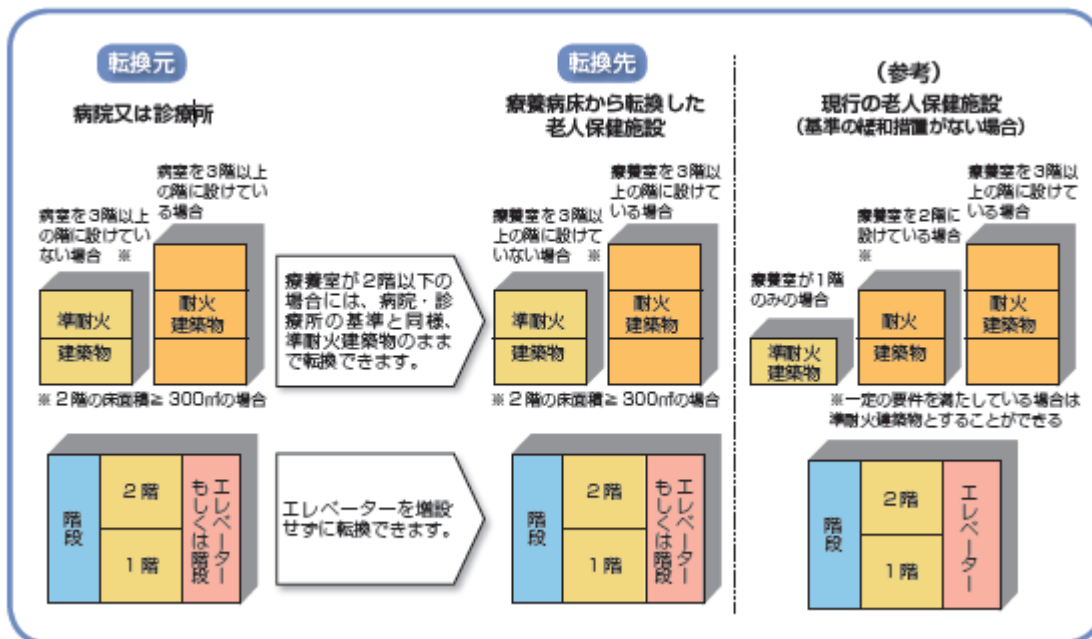 転換元
病院又は診療所
病室を3階以上
の階に設けてい
ない場合 ※
病室を3階以上
の階に設けてい
る場合
準耐火
建築物
耐火
建築物
※2階の床面積≧300㎡の場合
療養室が2階以下の
場合には、病院・診
療所の基準と同様、
準耐火建築物のまま
で転換できます。
転換先
療養病床から転換した
老人保健施設
療養室を3階以
上の階に設けて
いない場合 ※
療養室を3階以
上の階に設けて
いる場合
準耐火
建築物
耐火
建築物
※2階の床面積≧300㎡の場合
(参考)
現行の老人保健施設
(基準の緩和措置がない場合)
療養室が1階
のみの場合
療養室を2階に
設けている場合
※
療養室を3階以
上の階に設けて
いる場合
準耐火
建築物
耐火
建築物
耐火
建築物
※一定の要件を満たしている場合は
準耐火建築物とすることができる
階段
2階
1階
エレベーター
もしくは階段
エレベーターを増設
せずに転換できます。
階段
2階
1階
エレベーター
もしくは階段
階段
2階
1階
エレベーター